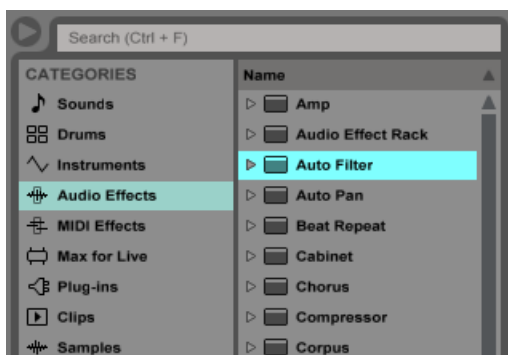 Search (Ctrl + F)
CATEGORIES
Sounds
Drums
Instruments
Audio Effects
MIDI Effects
Max for Live
Plug-ins
Clips
Samples
Name
Amp
Audio Effect Rack
Auto Filter
Auto Pan
Beat Repeat
Cabinet
Chorus
Compressor
Corpus